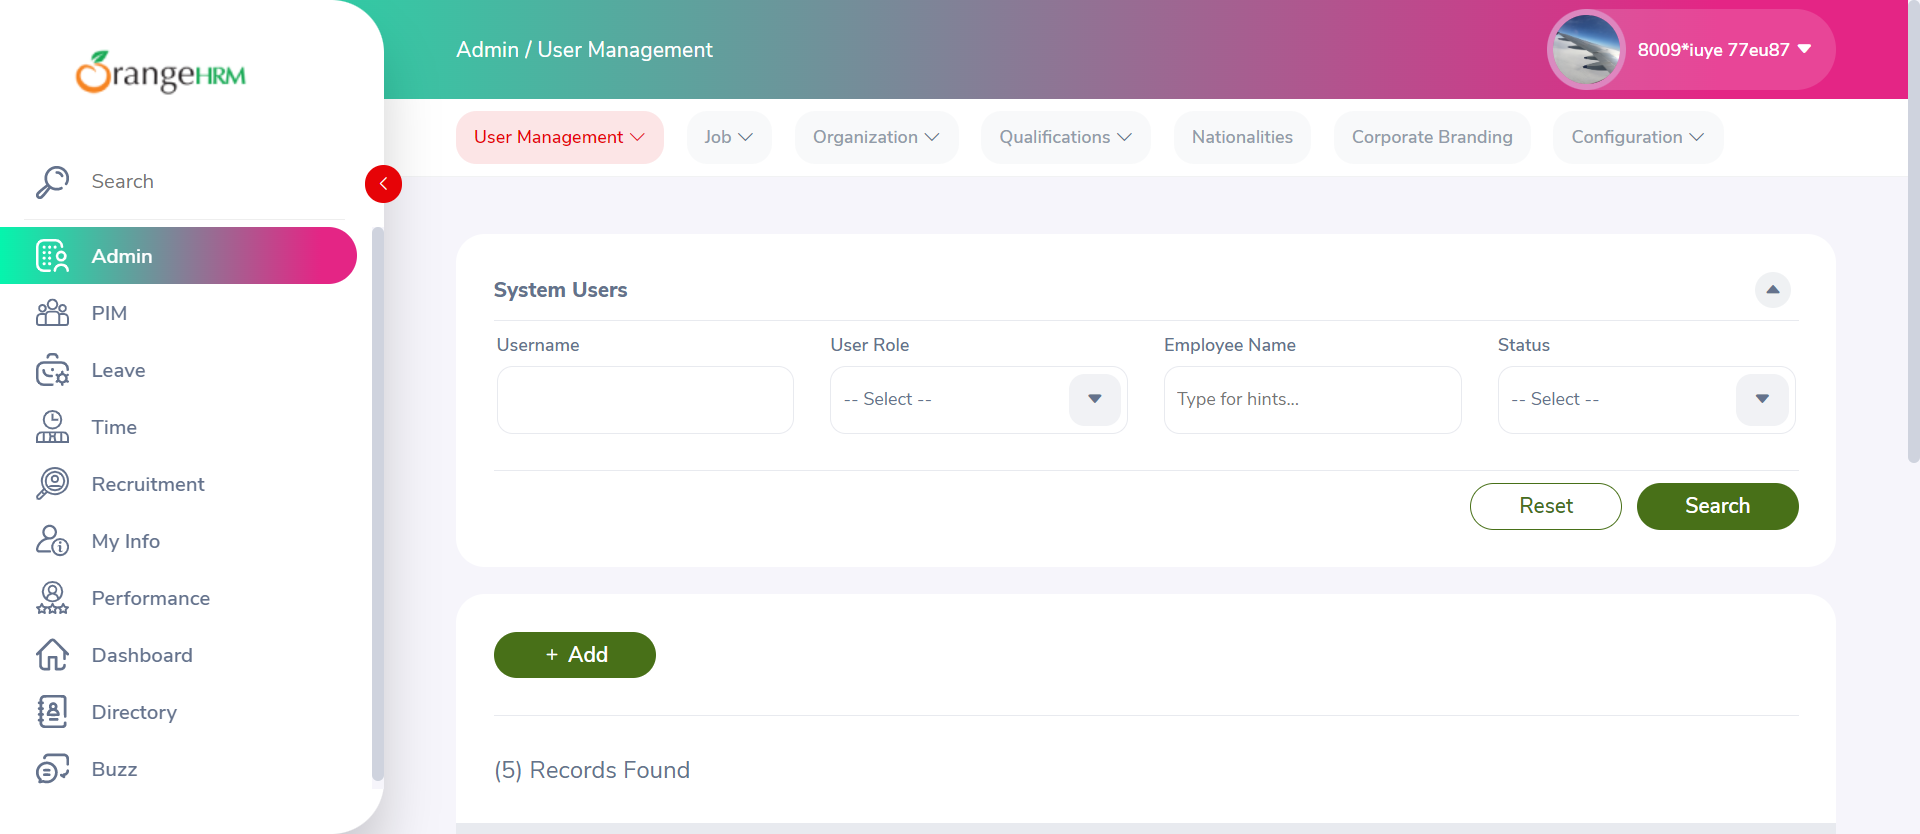 OrangeHRM
Search
Admin
PIM
Leave
Time
Recruitment
My Info
Performance
Dashboard
Directory
Buzz
Admin / User Management
8009*iuye 77eu87
User Management
Job
Organization
Qualifications
Nationalities
Corporate Branding
Configuration
System Users
Username
User Role
Employee Name
Status
-- Select --
Type for hints...
-- Select --
Reset
Search
+ Add
(5) Records Found